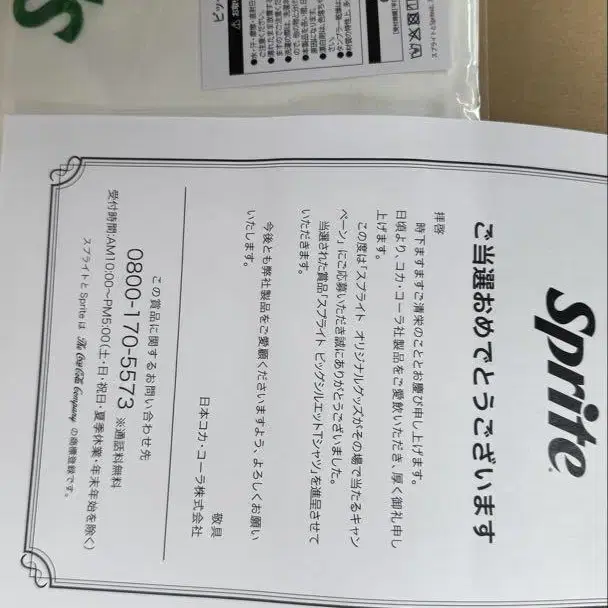 Sprite
ご当選おめでとうございます
拝啓
時下ますますご清栄のこととお慶び申し上げます。
日頃より、コカ・コーラ社製品をご愛飲いただき、厚く御礼申し
上げます。
この度は「スプライト オリジナルグッズがその場で当たるキャン
ペーン」にご応募いただき誠にありがとうございました。
当選された賞品「スプライト ビッグシルエットTシャツ」を進呈させて
いただきます。
今後とも弊社製品をご愛顧くださいますよう、よろしくお願い
いたします。
敬具
日本コカ・コーラ株式会社
この賞品に関するお問い合わせ先
0800-170-5573 ※通話料無料
受付時間:AM10:00〜PM5:00(土・日・祝日・夏季休業・年末年始を除く)
スプライトと Sprite は The Coca-Cola Company の商標登録です。